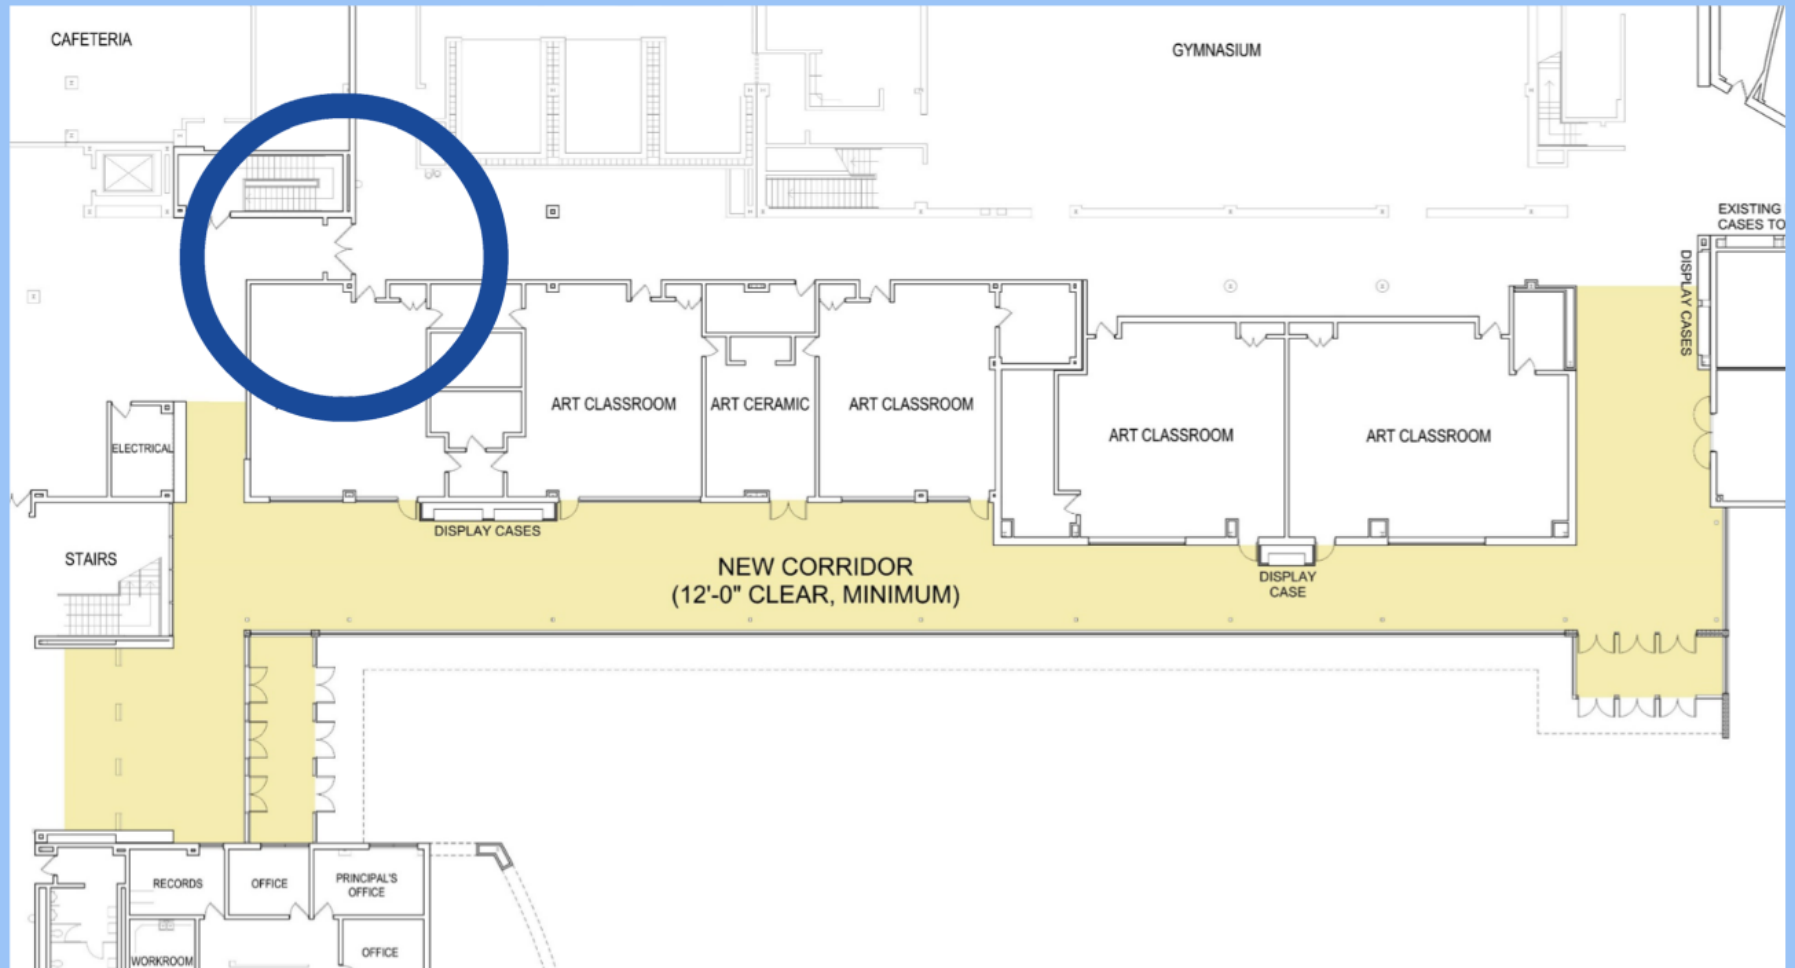 CAFETERIA
GYMNASIUM
EXISTING
CASES TO
DISPLAY CASES
ART CLASSROOM
ART CERAMIC
ART CLASSROOM
ART CLASSROOM
ART CLASSROOM
ELECTRICAL
DISPLAY CASES
STAIRS
NEW CORRIDOR
(12'-0" CLEAR, MINIMUM)
DISPLAY
CASE
RECORDS
OFFICE
PRINCIPAL'S
OFFICE
OFFICE
WORKROOM